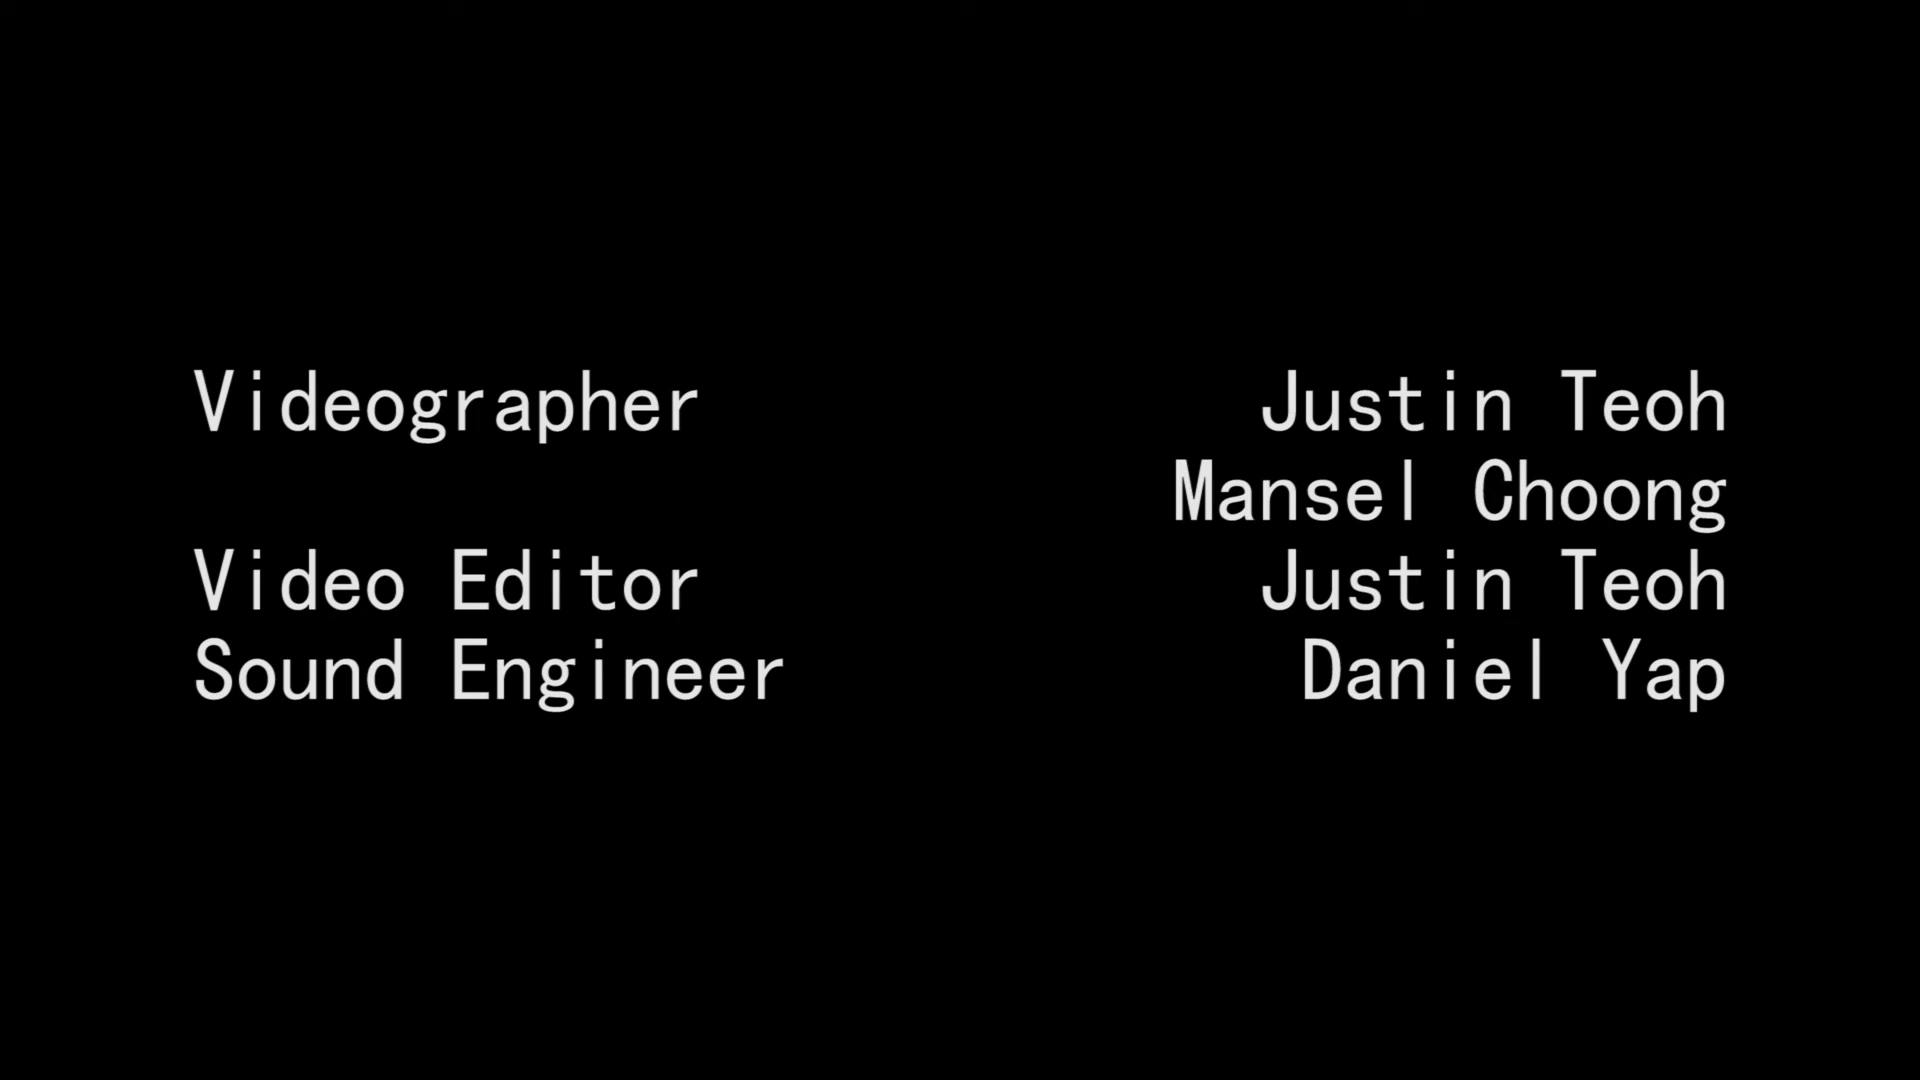 Videographer Justin Teoh
Mansel Choong
Video Editor Justin Teoh
Sound Engineer Daniel Yap